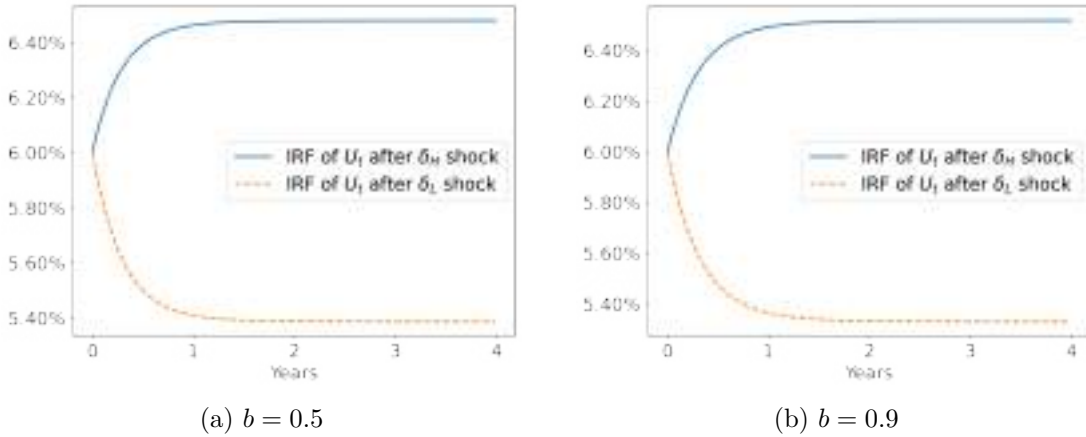 6.40%
6.20%
6.00%
5.80%
5.60%
5.40%
IRF of U_t after δ_H shock
IRF of U_t after δ_L shock
0 1 2 3 4
Years
(a) b = 0.5
6.40%
6.20%
6.00%
5.80%
5.60%
5.40%
IRF of U_t after δ_H shock
IRF of U_t after δ_L shock
0 1 2 3 4
Years
(b) b = 0.9